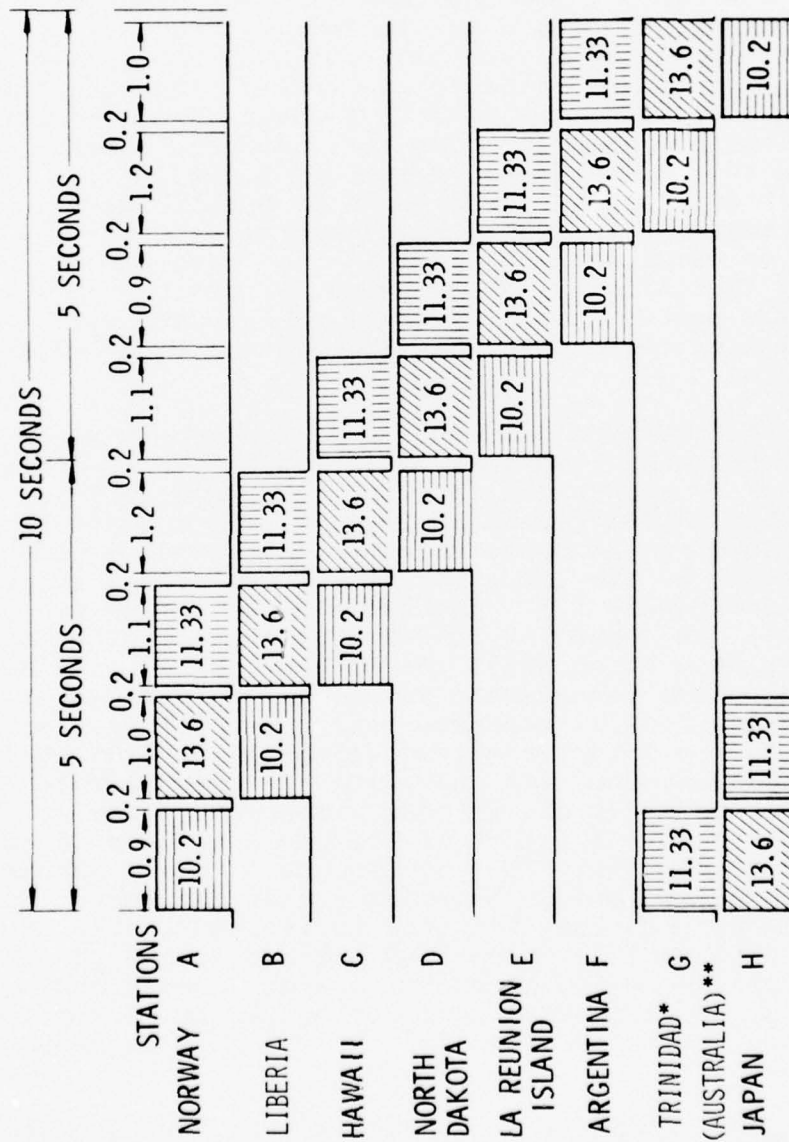 10 SECONDS
5 SECONDS 5 SECONDS
0.2 0.2 0.2 0.2 0.2 0.2 0.2 0.2
STATIONS 0.9 1.0 1.1 1.2 1.1 0.9 1.2 1.0
NORWAY A 10.2 13.6 11.33
LIBERIA B 10.2 13.6 11.33
HAWAII C 10.2 13.6 11.33
NORTH
DAKOTA D 10.2 13.6 11.33
LA REUNION
ISLAND E 10.2 13.6 11.33
ARGENTINA F 10.2 13.6 11.33
TRINIDAD* G 11.33 10.2 13.6
(AUSTRALIA)**
JAPAN H 13.6 11.33 10.2